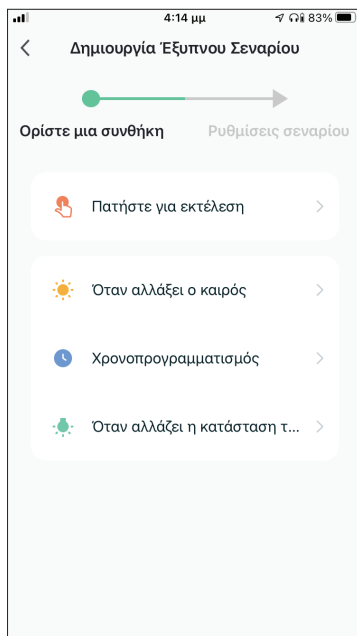 4:14 μμ 83%
Δημιουργία Έξυπνου Σεναρίου
Ορίστε μια συνθήκη Ρυθμίσεις σεναρίου
Πατήστε για εκτέλεση
Όταν αλλάξει ο καιρός
Χρονοπρογραμματισμός
Όταν αλλάζει η κατάσταση τ...